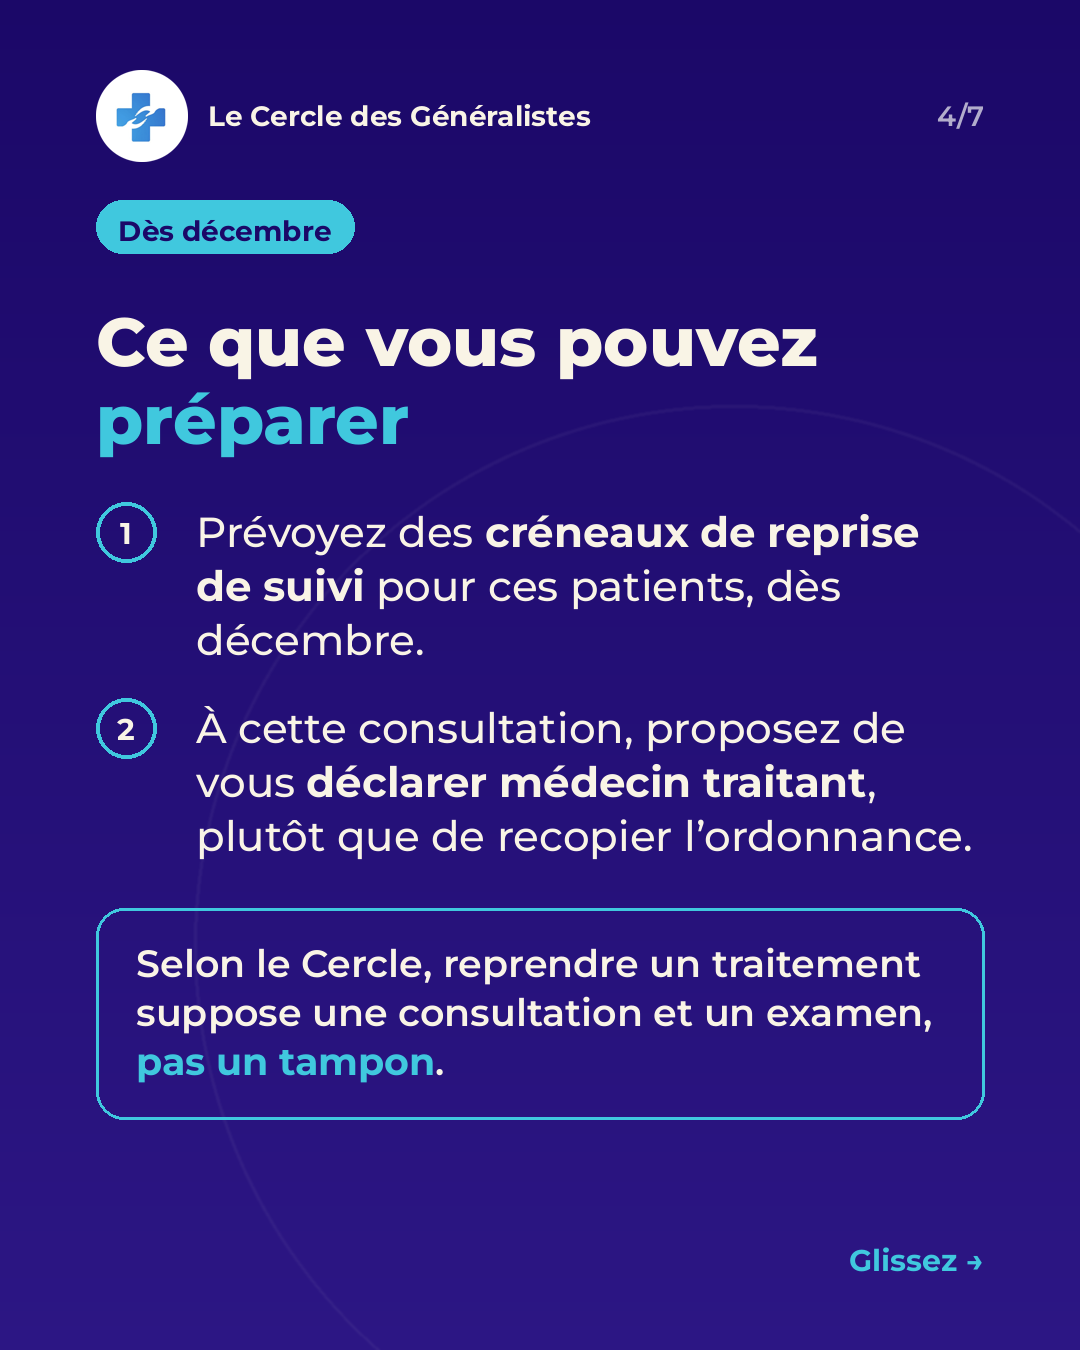 Le Cercle des Généralistes
4/7
Dès décembre
Ce que vous pouvez
préparer
1
Prévoyez des créneaux de reprise
de suivi pour ces patients, dès
décembre.
2
À cette consultation, proposez de
vous déclarer médecin traitant,
plutôt que de recopier l’ordonnance.
Selon le Cercle, reprendre un traitement
suppose une consultation et un examen,
pas un tampon.
Glissez →